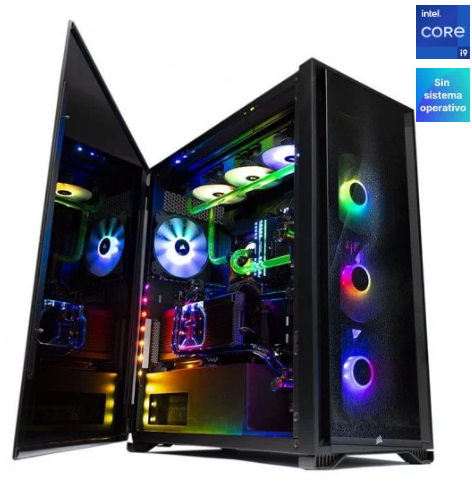 intel.
CORE
i9
Sin
sistema
operativo